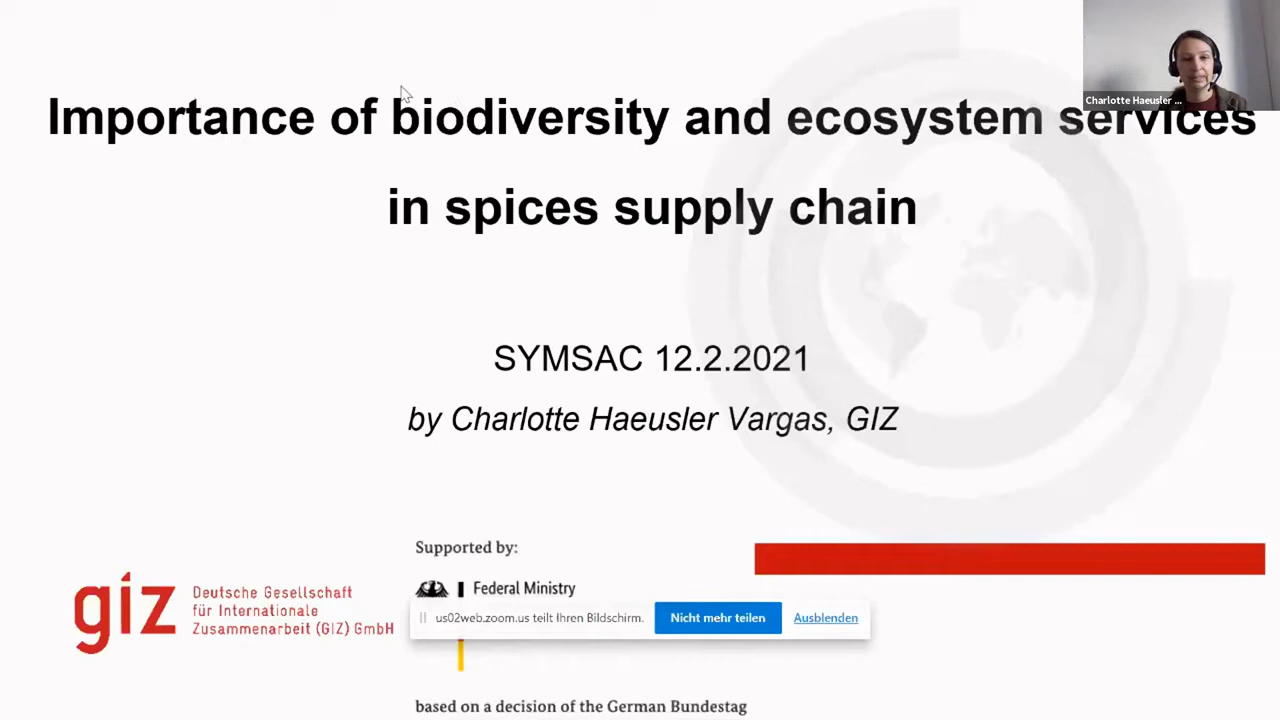 Importance of biodiversity and ecosystem services
in spices supply chain
Charlotte Haeusler ...
SYMSAC 12.2.2021
by Charlotte Haeusler Vargas, GIZ
giz
Deutsche Gesellschaft
für Internationale
Zusammenarbeit (GIZ) GmbH
Supported by:
Federal Ministry
us02web.zoom.us teilt Ihren Bildschirm.
Nicht mehr teilen
Ausblenden
based on a decision of the German Bundestag